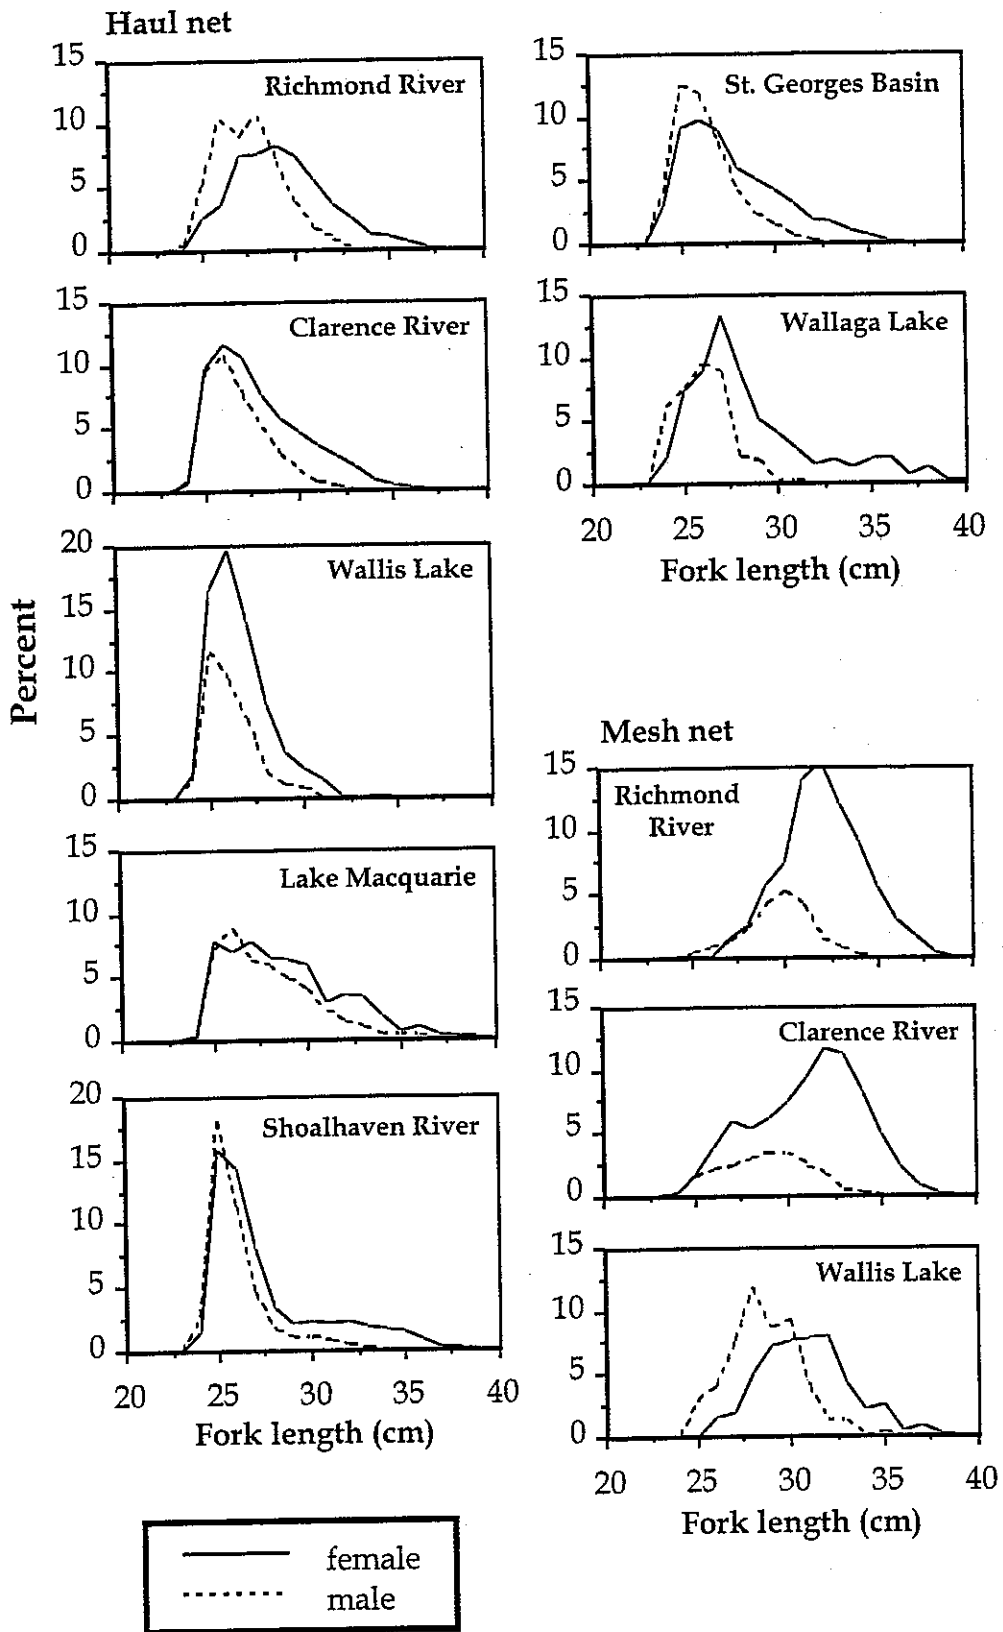 Haul net
15
10
5
0
Richmond River
15
10
5
0
Clarence River
Percent
20
15
10
5
0
Wallis Lake
15
10
5
0
Lake Macquarie
20
15
10
5
0
Shoalhaven River
20 25 30 35 40
Fork length (cm)
15
10
5
0
St. Georges Basin
15
10
5
0
Wallaga Lake
20 25 30 35 40
Fork length (cm)
Mesh net
15
10
5
0
Richmond
River
15
10
5
0
Clarence River
15
10
5
0
Wallis Lake
20 25 30 35 40
Fork length (cm)
female
male